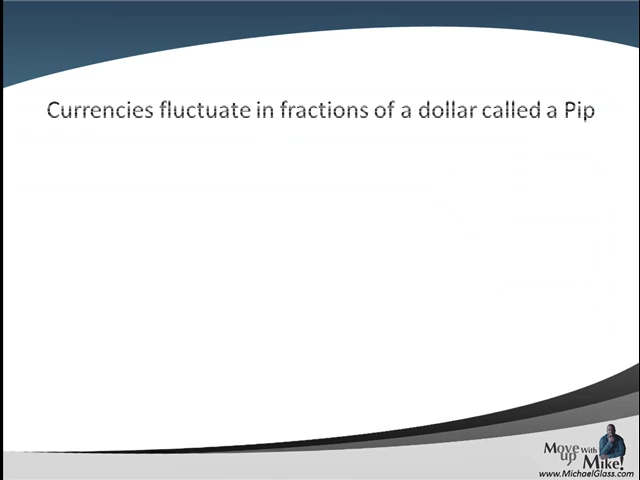 Currencies fluctuate in fractions of a dollar called a Pip
Move up With Mike!
www.MichaelGlass.com